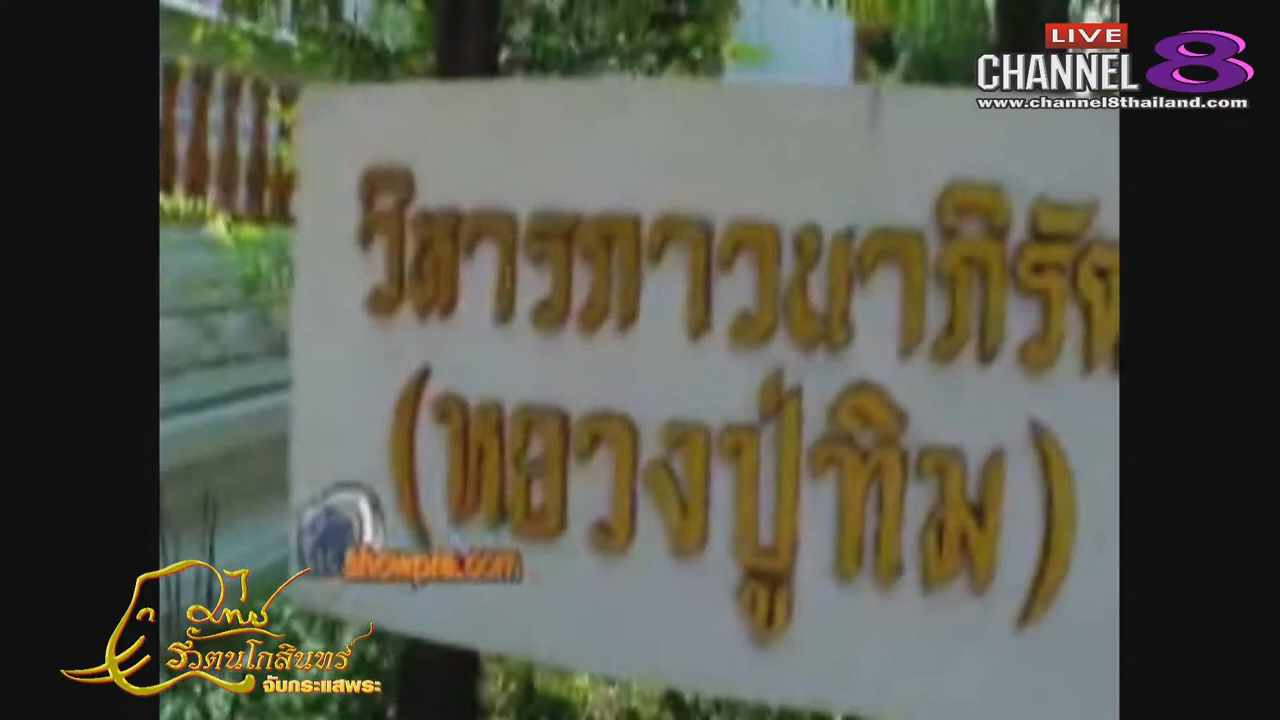 LIVE
CHANNEL 8
www.channel8thailand.com
วิหารภาวนาภิรัต
(หลวงปู่ทิม)
showpra.com
รัตนโกสินทร์
จับกระแสพระ